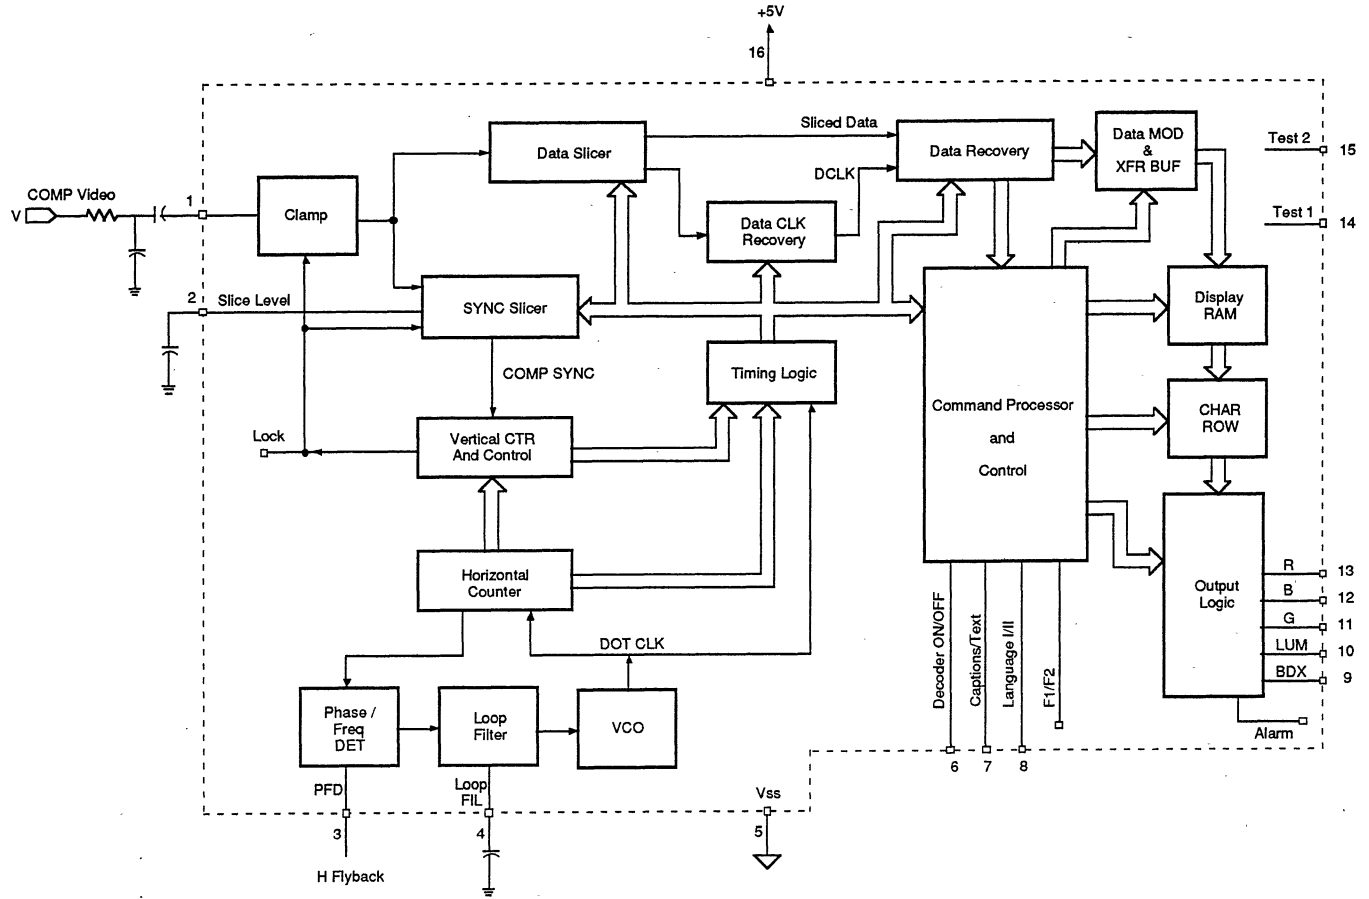 +5V
16
Sliced Data
Data Slicer
Data Recovery
Data MOD
&
XFR BUF
Test 2
15
DCLK
COMP Video
V
1
Clamp
Data CLK
Recovery
Test 1
14
2
Slice Level
SYNC Slicer
Display
RAM
COMP SYNC
Timing Logic
Command Processor
and
Control
CHAR
ROW
Lock
Vertical CTR
And Control
Horizontal
Counter
Output
Logic
R
13
B
12
G
11
LUM
10
BDX
9
DOT CLK
Decoder ON/OFF
Captions/Text
Language I/II
F1/F2
Phase /
Freq
DET
Loop
Filter
VCO
Alarm
6
7
8
PFD
Loop
FIL
Vss
3
4
5
H Flyback